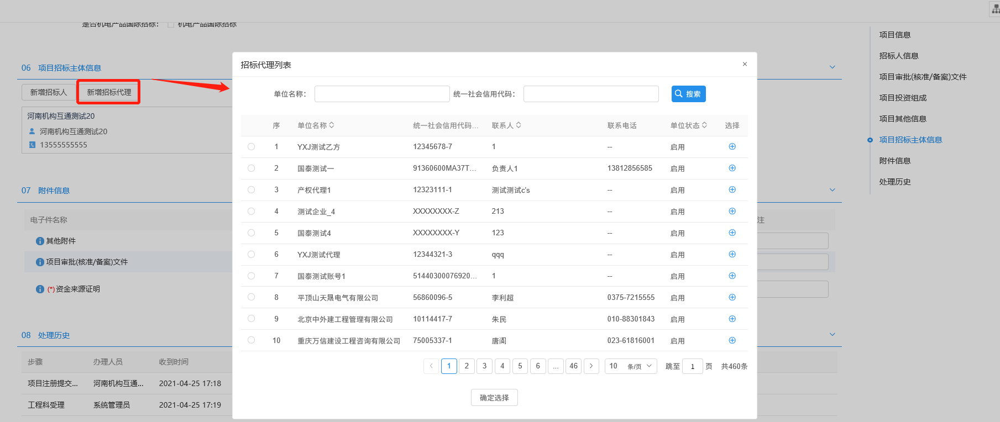 是否机电产品国际招标： 机电产品国际招标
06 项目招标主体信息
新增招标人 新增招标代理
河南机构互通测试20
河南机构互通测试20
13555555555
07 附件信息
电子件名称
注
其他附件
项目审批(核准/备案)文件
(*)资金来源证明
08 处理历史
步骤 办理人员 收到时间
项目注册提交... 河南机构互通... 2021-04-25 17:18
工程科受理 系统管理员 2021-04-25 17:19
招标代理列表 ×
单位名称： 统一社会信用代码： 搜索
序 单位名称 统一社会信用代码... 联系人 联系电话 单位状态 选择
1 YXJ测试乙方 12345678-7 1 -- 启用
2 国泰测试一 91360600MA37T... 负责人1 13812856585 启用
3 产权代理1 12323111-1 测试测试c's -- 启用
4 测试企业_4 XXXXXXXX-Z 213 -- 启用
5 国泰测试4 XXXXXXXX-Y 123 -- 启用
6 YXJ测试代理 12344321-3 qqq -- 启用
7 国泰测试账号1 51440300076920... 1 -- 启用
8 平顶山天晟电气有限公司 56860096-5 李利超 0375-7215555 启用
9 北京中外建工程管理有限公司 10114417-7 朱民 010-88301843 启用
10 重庆万信建设工程咨询有限公司 75005337-1 唐阆 023-61816001 启用
< 1 2 3 4 5 6 ... 46 > 10 条/页 跳至 1 页 共460条
确定选择
项目信息
招标人信息
项目审批(核准/备案)文件
项目投资组成
项目其他信息
项目招标主体信息
附件信息
处理历史